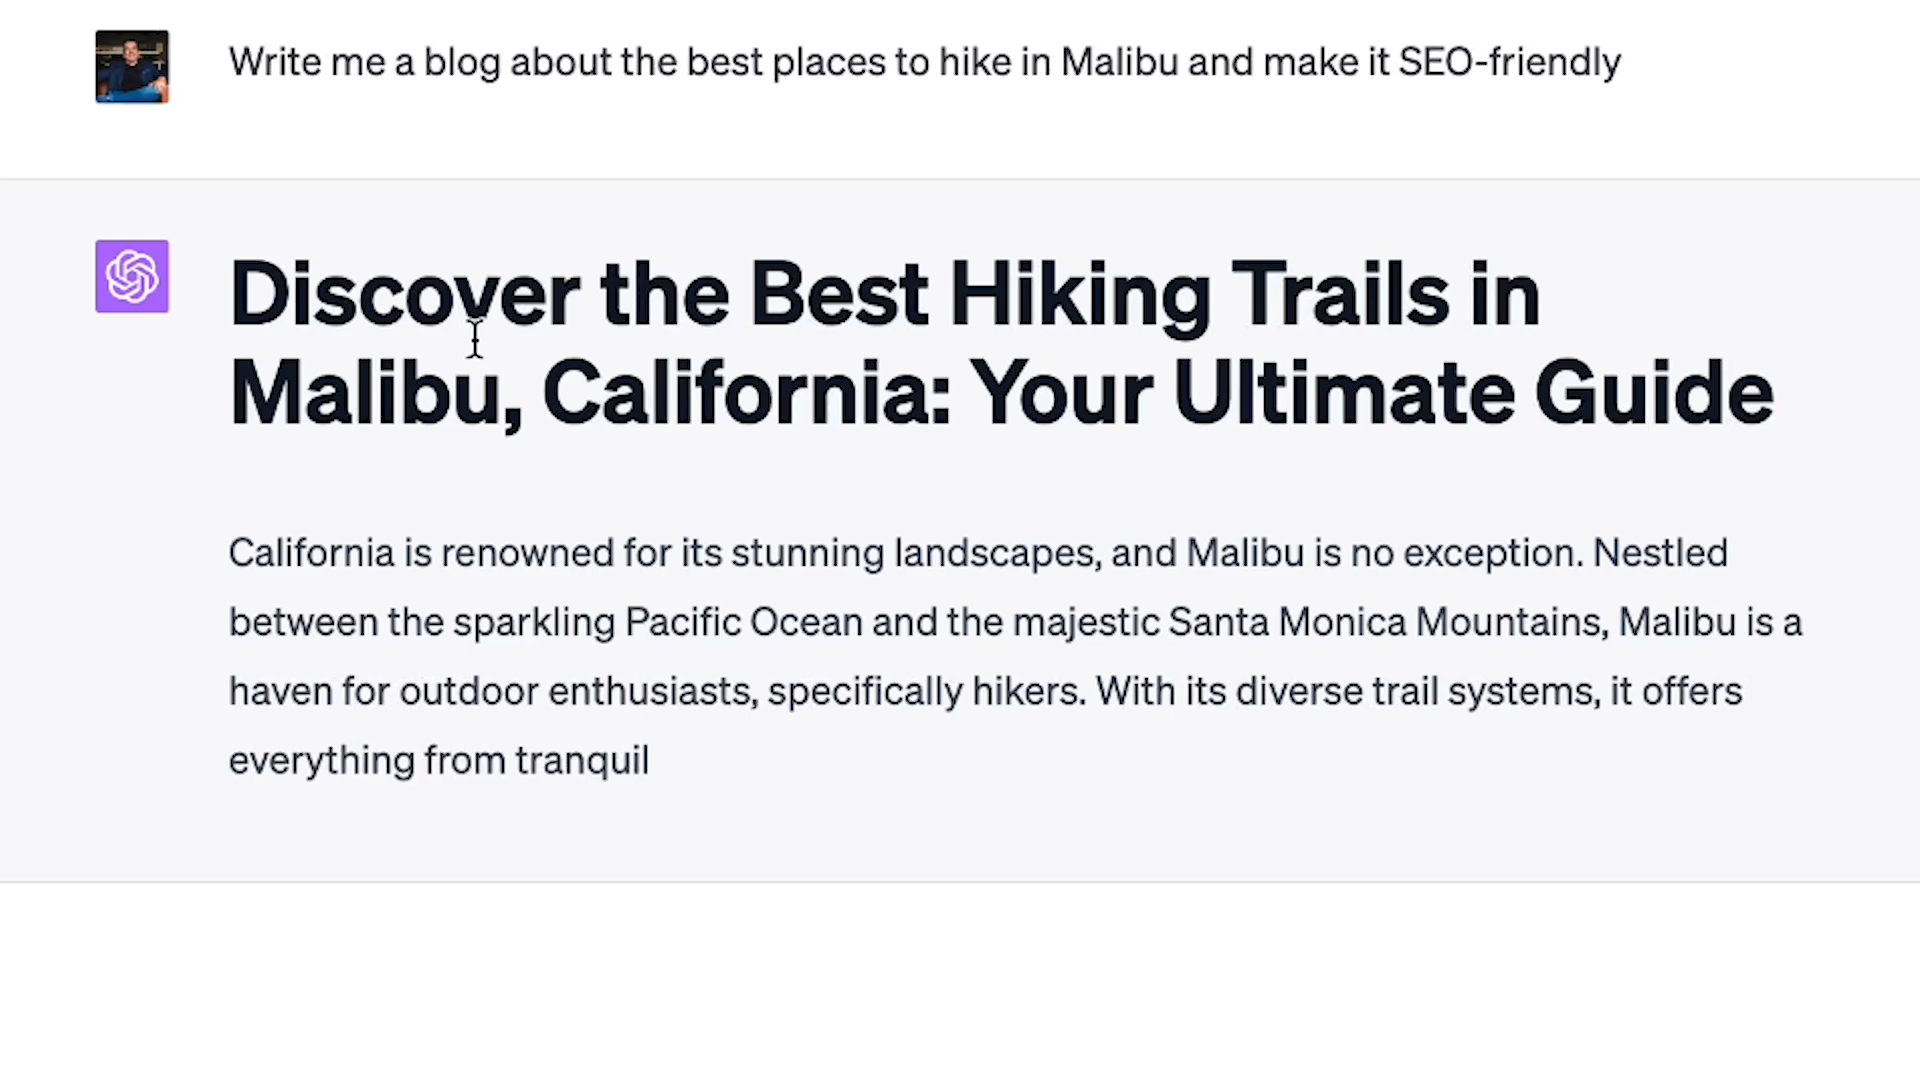 Write me a blog about the best places to hike in Malibu and make it SEO-friendly
Discover the Best Hiking Trails in
Malibu, California: Your Ultimate Guide
California is renowned for its stunning landscapes, and Malibu is no exception. Nestled
between the sparkling Pacific Ocean and the majestic Santa Monica Mountains, Malibu is a
haven for outdoor enthusiasts, specifically hikers. With its diverse trail systems, it offers
everything from tranquil